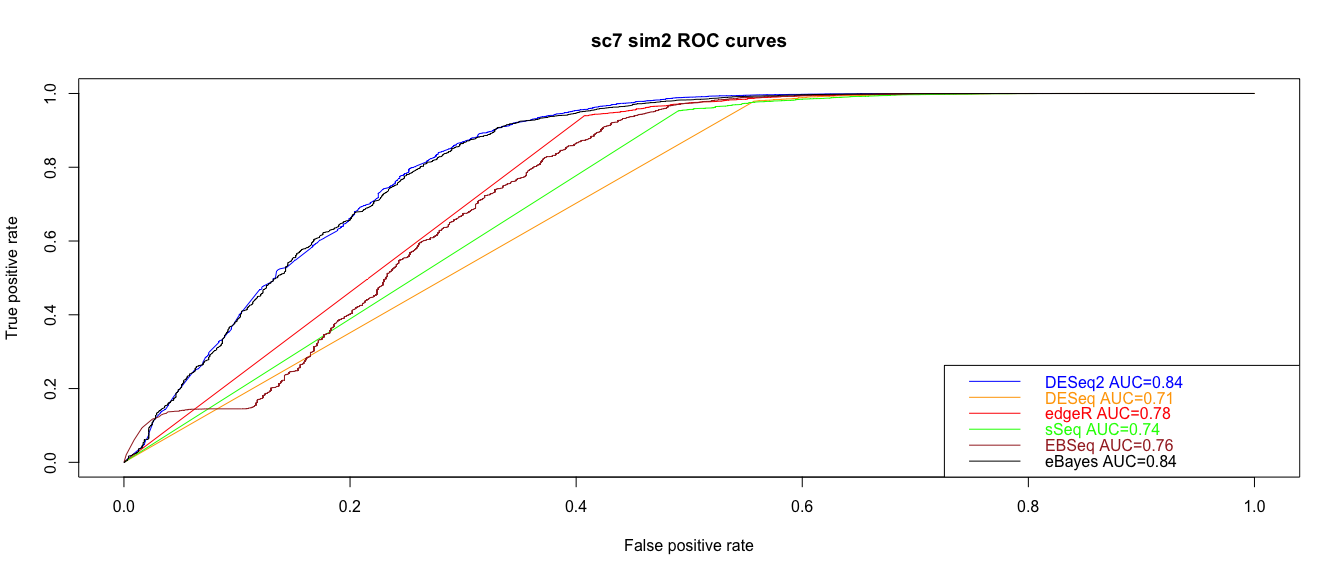 sc7 sim2 ROC curves
True positive rate
1.0
0.8
0.6
0.4
0.2
0.0
DESeq2 AUC=0.84
DESeq AUC=0.71
edgeR AUC=0.78
sSeq AUC=0.74
EBSeq AUC=0.76
eBayes AUC=0.84
0.0 0.2 0.4 0.6 0.8 1.0
False positive rate